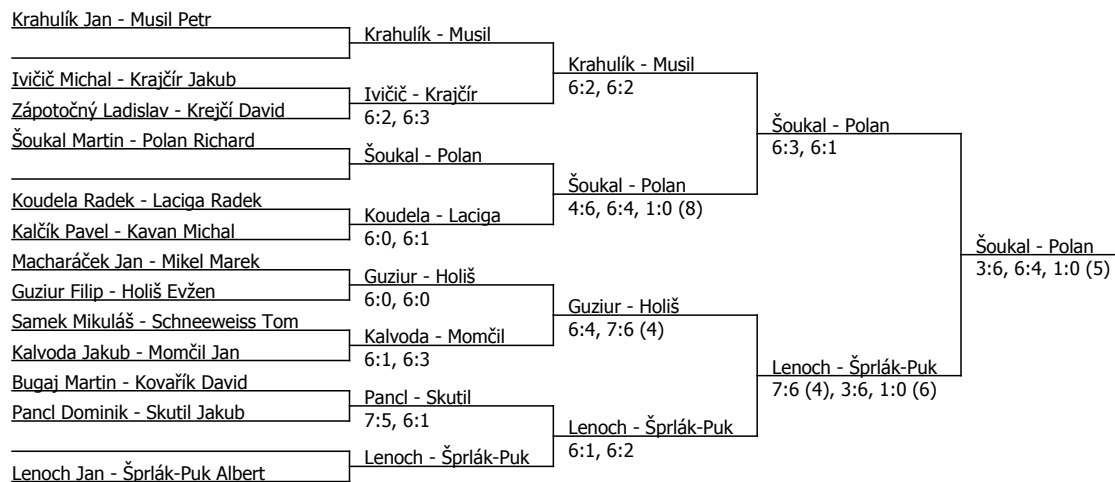 Krahulík Jan - Musil Petr
Ivičič Michal - Krajčír Jakub
Zápotočný Ladislav - Krejčí David
Šoukal Martin - Polan Richard
Koudela Radek - Laciga Radek
Kalčík Pavel - Kavan Michal
Macharáček Jan - Mikel Marek
Guziur Filip - Holiš Evžen
Samek Mikuláš - Schneeweiss Tom
Kalvoda Jakub - Momčil Jan
Bugaj Martin - Kovařík David
Pancl Dominik - Skutil Jakub
Lenoch Jan - Šprlák-Puk Albert
Krahulík - Musil
Ivičič - Krajčír
6:2, 6:3
Šoukal - Polan
Koudela - Laciga
6:0, 6:1
Guziur - Holiš
6:0, 6:0
Kalvoda - Momčil
6:1, 6:3
Pancl - Skutil
7:5, 6:1
Lenoch - Šprlák-Puk
Krahulík - Musil
6:2, 6:2
Šoukal - Polan
4:6, 6:4, 1:0 (8)
Guziur - Holiš
6:4, 7:6 (4)
Lenoch - Šprlák-Puk
6:1, 6:2
Šoukal - Polan
6:3, 6:1
Lenoch - Šprlák-Puk
7:6 (4), 3:6, 1:0 (6)
Šoukal - Polan
3:6, 6:4, 1:0 (5)